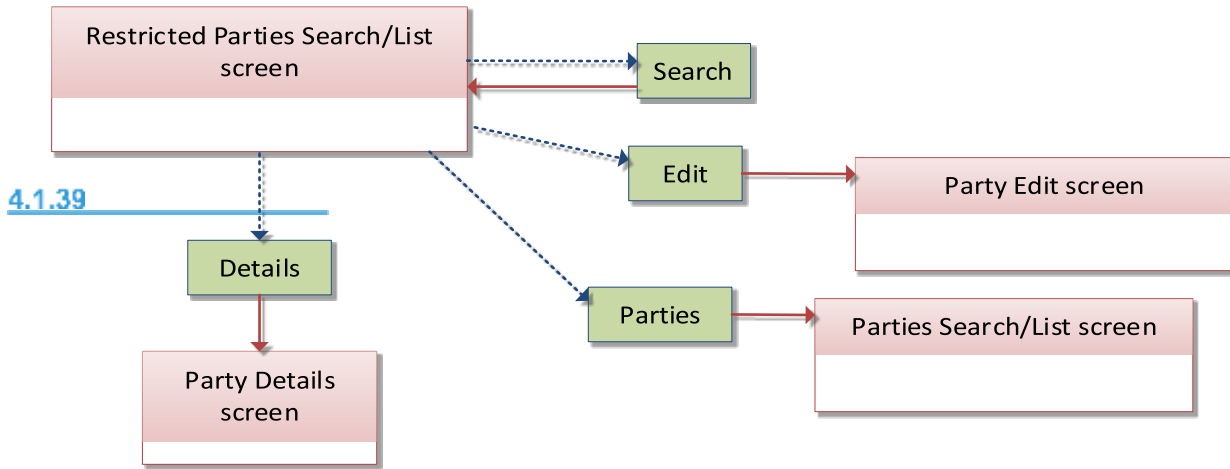 Restricted Parties Search/List
screen
Search
Edit
Party Edit screen
4.1.39
Details
Parties
Parties Search/List screen
Party Details
screen